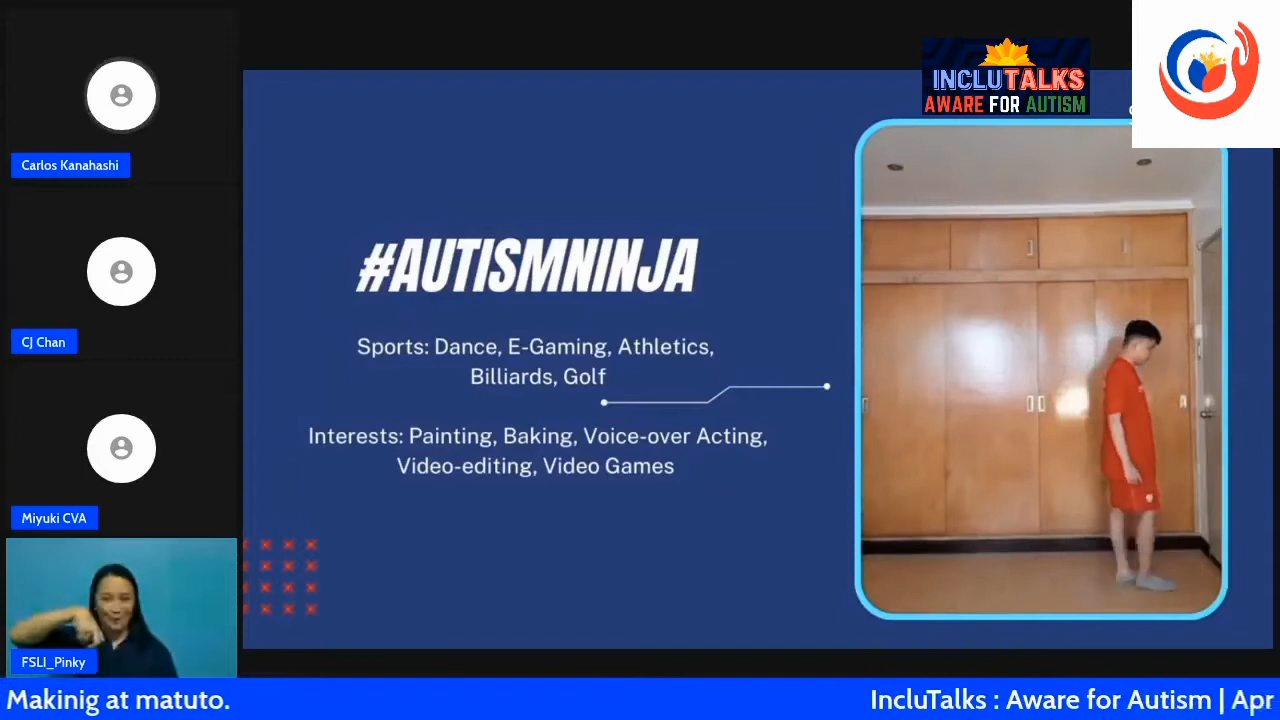 INCLUTALKS
AWARE FOR AUTISM
Carlos Kanahashi
CJ Chan
Miyuki CVA
FSLI_Pinky
#AUTISMNINJA
Sports: Dance, E-Gaming, Athletics,
Billiards, Golf
Interests: Painting, Baking, Voice-over Acting,
Video-editing, Video Games
Makinig at matuto.
IncluTalks : Aware for Autism | Apr